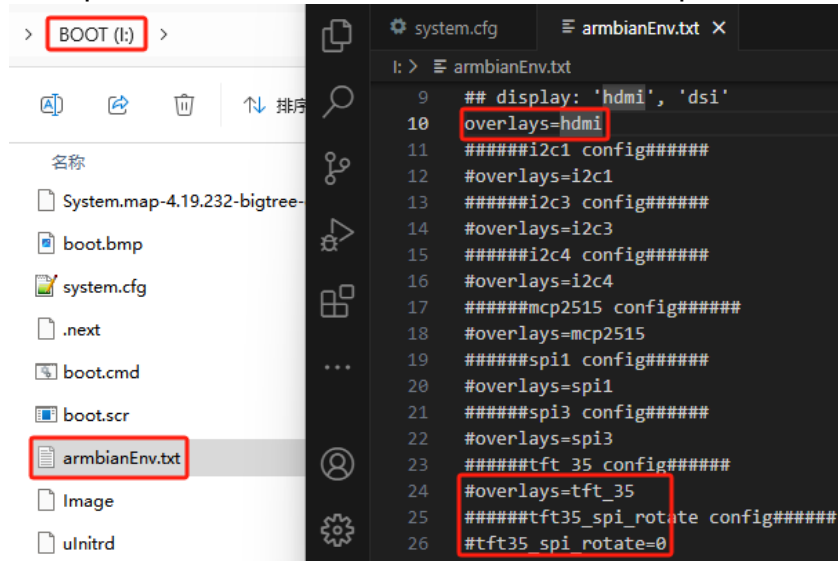 > BOOT (I:) >
排序
名称
System.map-4.19.232-bigtree-
boot.bmp
system.cfg
.next
boot.cmd
boot.scr
armbianEnv.txt
Image
uInitrd
system.cfg armbianEnv.txt ×
I: > armbianEnv.txt
9 ## display: 'hdmi', 'dsi'
10 overlays=hdmi
11 ######i2c1 config######
12 #overlays=i2c1
13 ######i2c3 config######
14 #overlays=i2c3
15 ######i2c4 config######
16 #overlays=i2c4
17 ######mcp2515 config######
18 #overlays=mcp2515
19 ######spi1 config######
20 #overlays=spi1
21 ######spi3 config######
22 #overlays=spi3
23 ######tft_35 config######
24 #overlays=tft_35
25 ######tft35_spi_rotate config######
26 #tft35_spi_rotate=0